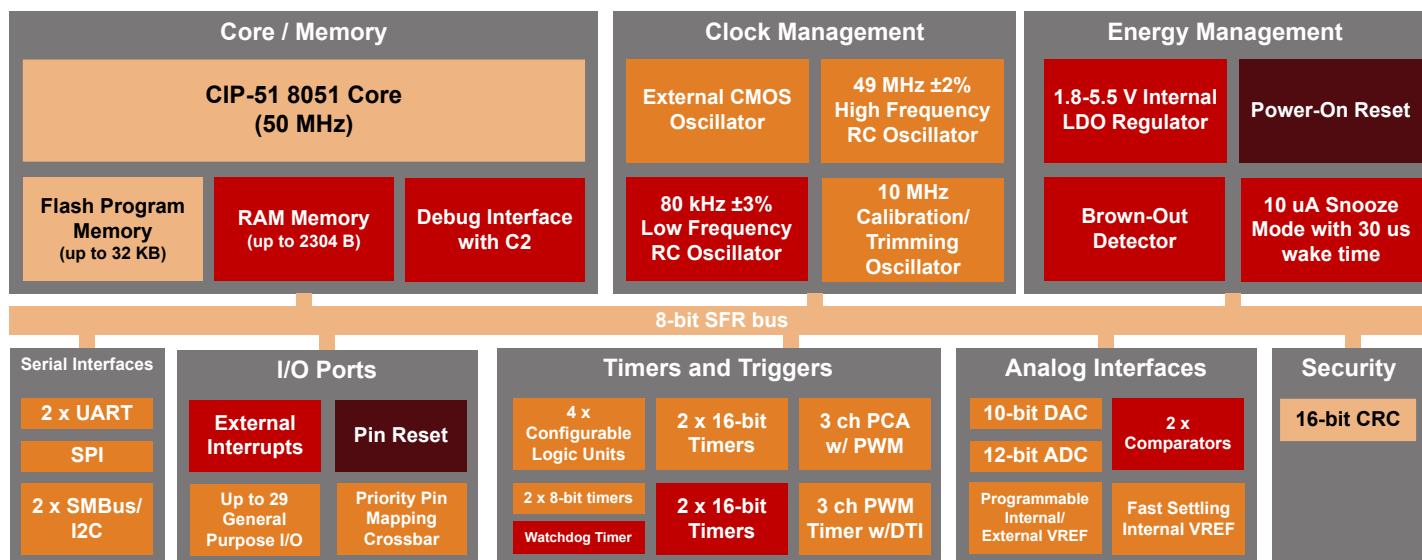 Core / Memory
CIP-51 8051 Core
(50 MHz)
Flash Program
Memory
(up to 32 KB)
RAM Memory
(up to 2304 B)
Debug Interface
with C2
Clock Management
External CMOS
Oscillator
49 MHz ±2%
High Frequency
RC Oscillator
80 kHz ±3%
Low Frequency
RC Oscillator
10 MHz
Calibration/
Trimming
Oscillator
Energy Management
1.8-5.5 V Internal
LDO Regulator
Power-On Reset
Brown-Out
Detector
10 uA Snooze
Mode with 30 us
wake time
8-bit SFR bus
Serial Interfaces
2 x UART
SPI
2 x SMBus/
I2C
I/O Ports
External
Interrupts
Pin Reset
Up to 29
General
Purpose I/O
Priority Pin
Mapping
Crossbar
Timers and Triggers
4 x
Configurable
Logic Units
2 x 16-bit
Timers
3 ch PCA
w/ PWM
2 x 8-bit timers
Watchdog Timer
2 x 16-bit
Timers
3 ch PWM
Timer w/DTI
Analog Interfaces
10-bit DAC
12-bit ADC
2 x
Comparators
Programmable
Internal/
External VREF
Fast Settling
Internal VREF
Security
16-bit CRC